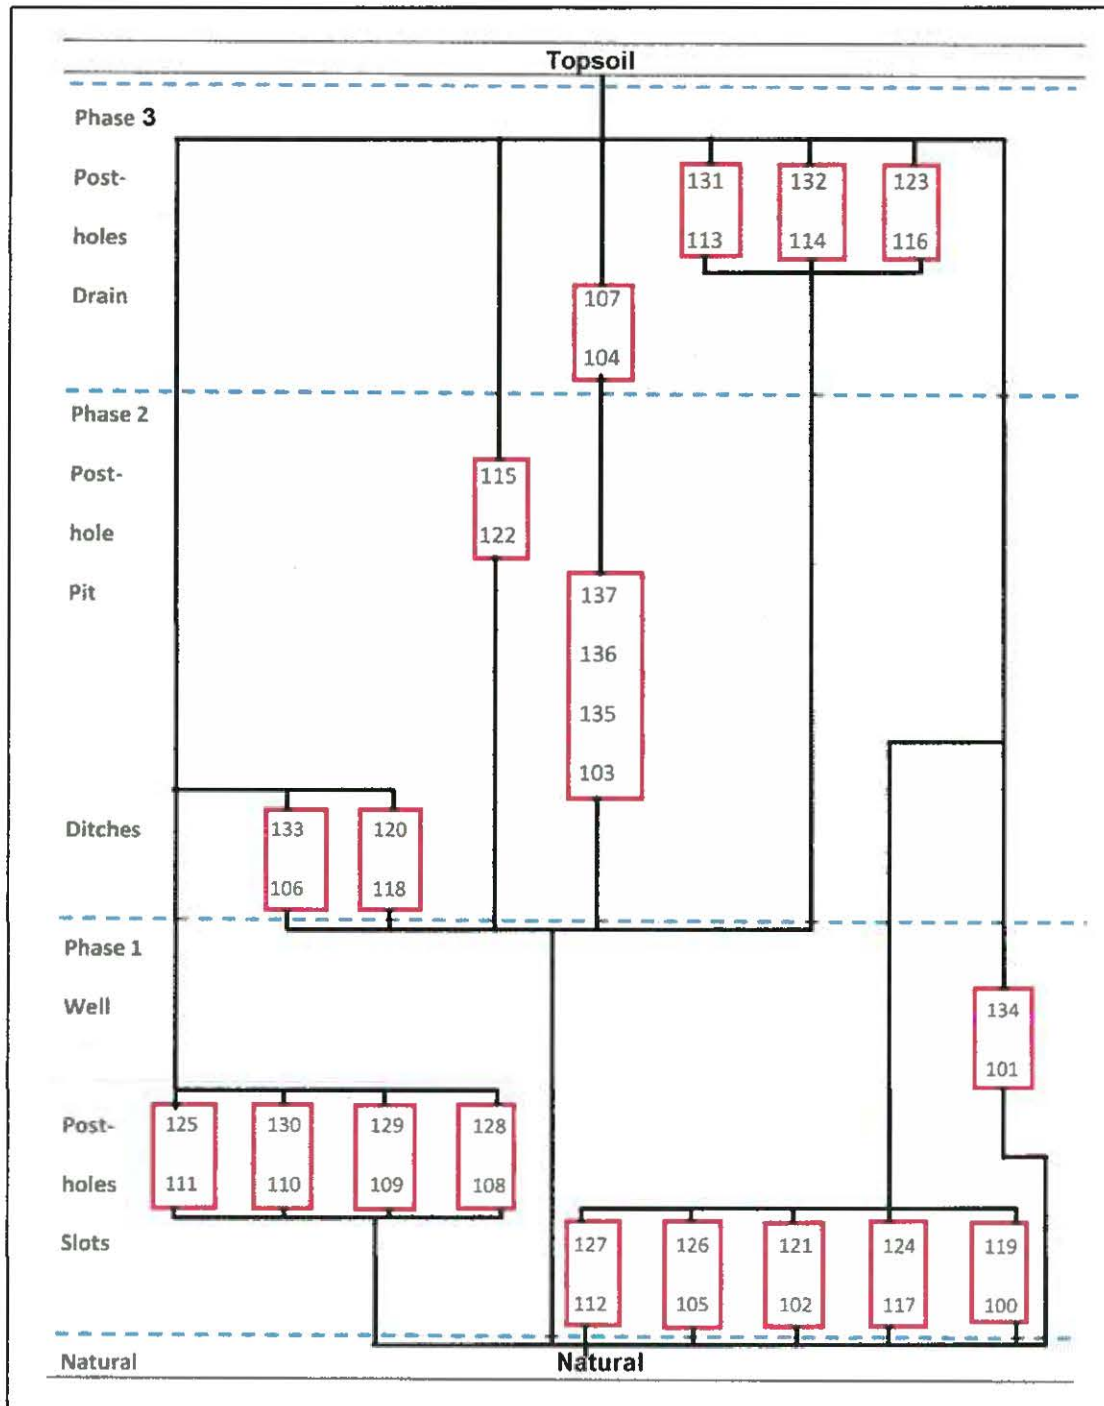 Topsoil
Phase 3
Post-
131 132 123
holes
113 114 116
Drain
107
104
Phase 2
Post-
115
hole
122
Pit
137
136
135
103
Ditches
133 120
106 118
Phase 1
Well
134
101
Post-
125 130 129 128
holes
111 110 109 108
Slots
127 126 121 124 119
112 105 102 117 100
Natural Natural